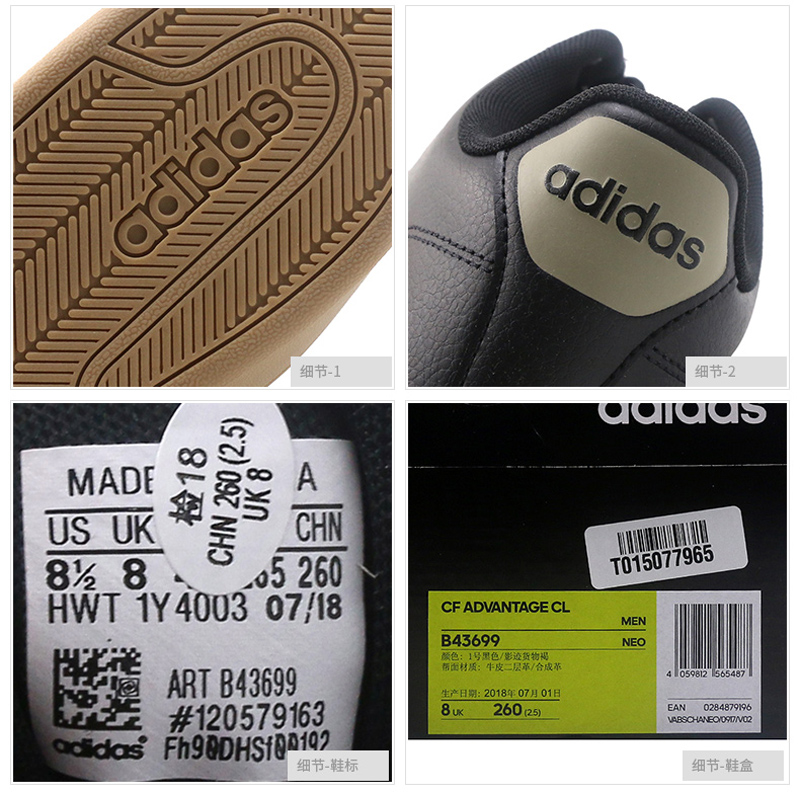 adidas
细节-1
adidas
细节-2
检18
CHN 260 (2.5)
UK 8
MADE
A
US UK
CHN
8½ 8
65 260
HWT 1Y4003 07/18
ART B43699
#120579163
adidas
细节-鞋标
adidas
T015077965
CF ADVANTAGE CL
MEN
B43699
NEO
颜色：1号黑色/影迹货物褐
帮面材质：牛皮二层革/合成革
生产日期：2018年 07月 01日
8 UK 260 (2.5)
4 059812 565487
EAN 0284879196
VABSCHANEO/0917/V02
细节-鞋盒